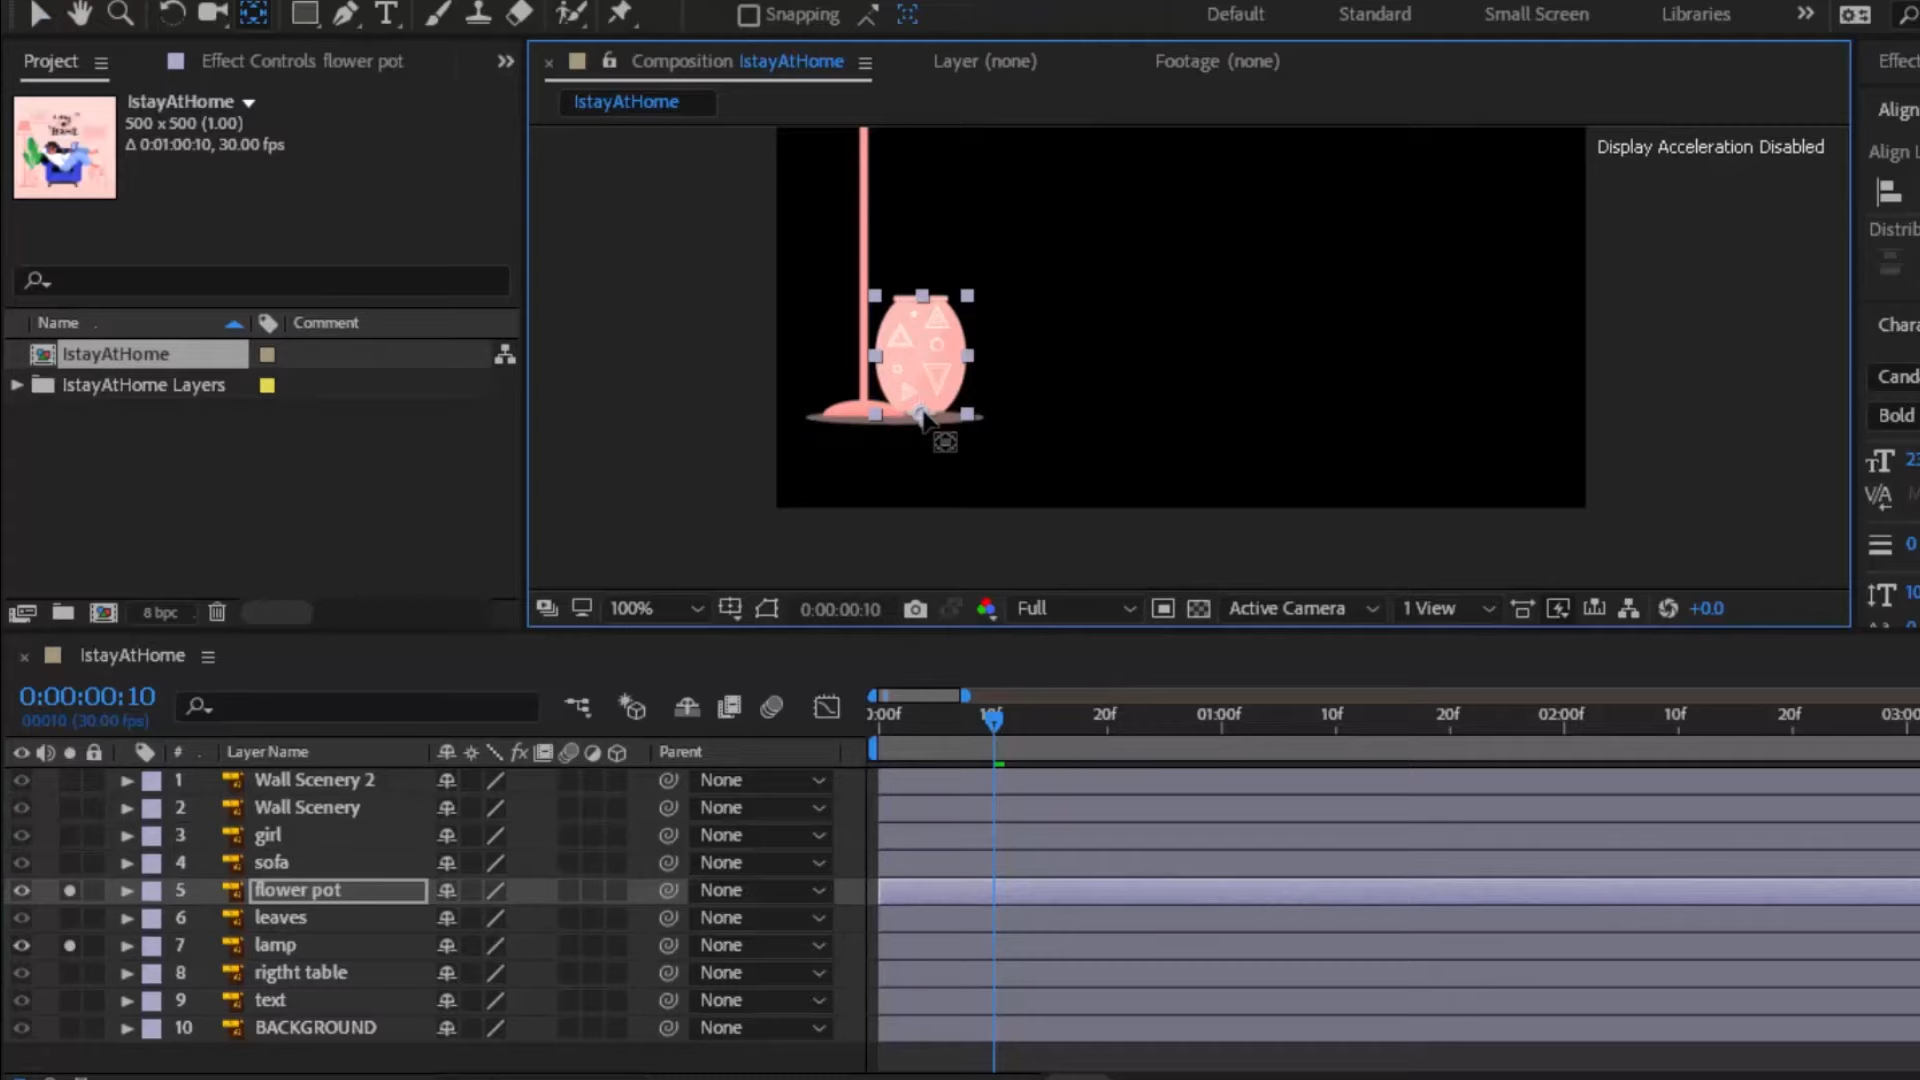 Snapping
Default Standard Small Screen Libraries
Project Effect Controls flower pot
Composition IstayAtHome Layer (none) Footage (none)
Effect
IstayAtHome
500 x 500 (1.00)
Δ 0:01:00:10, 30.00 fps
IstayAtHome
Align
Display Acceleration Disabled
Align L
Distrib
Name Comment
IstayAtHome
IstayAtHome Layers
Chara
Cand
Bold
8 bpc
100% 0:00:00:10 Full Active Camera 1 View +0.0
IstayAtHome
0:00:00:10
00010 (30.00 fps)
0:00f 10f 20f 01:00f 10f 20f 02:00f 10f 20f 03:00
# Layer Name fx Parent
1 Wall Scenery 2 None
2 Wall Scenery None
3 girl None
4 sofa None
5 flower pot None
6 leaves None
7 lamp None
8 rigtht table None
9 text None
10 BACKGROUND None